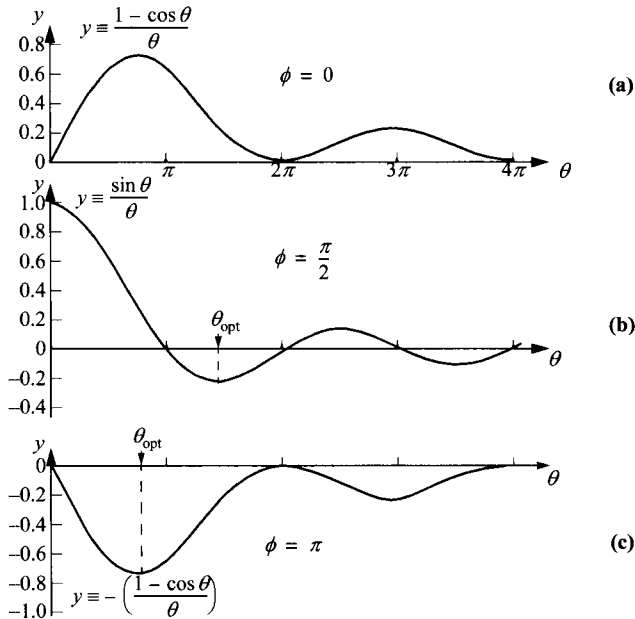 y
y ≡ (1 − cos θ)/θ
0.8
0.6
0.4
0.2
0
φ = 0
(a)
π
2π
3π
4π
θ
y
y ≡ sin θ/θ
1.0
0.8
0.6
0.4
0.2
0
−0.2
−0.4
φ = π/2
θopt
(b)
θ
y
0
−0.2
−0.4
−0.6
−0.8
−1.0
θopt
θ
φ = π
(c)
y ≡ −((1 − cos θ)/θ)